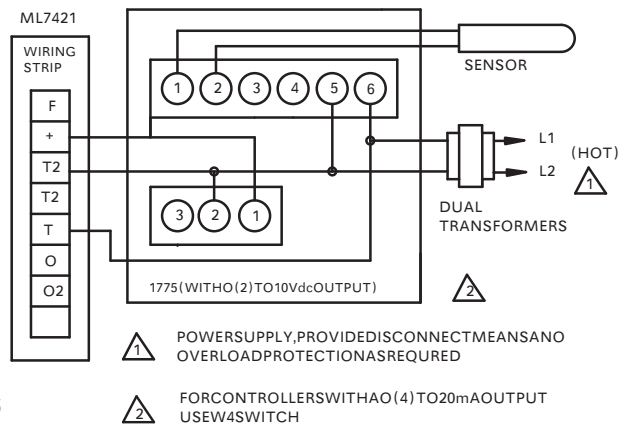 ML7421
WIRING
STRIP
F
+
T2
T2
T
O
O2
1 2 3 4 5 6
3 2 1
1775(WITHO(2)TO10VdcOUTPUT)
SENSOR
L1
L2
(HOT)
1
DUAL
TRANSFORMERS
2
1
POWERSUPPLY,PROVIDEDISCONNECTMEANSANO
OVERLOADPROTECTIONASREQURED
2
FORCONTROLLERSWITHAO(4)TO20mAOUTPUT
USEW4SWITCH